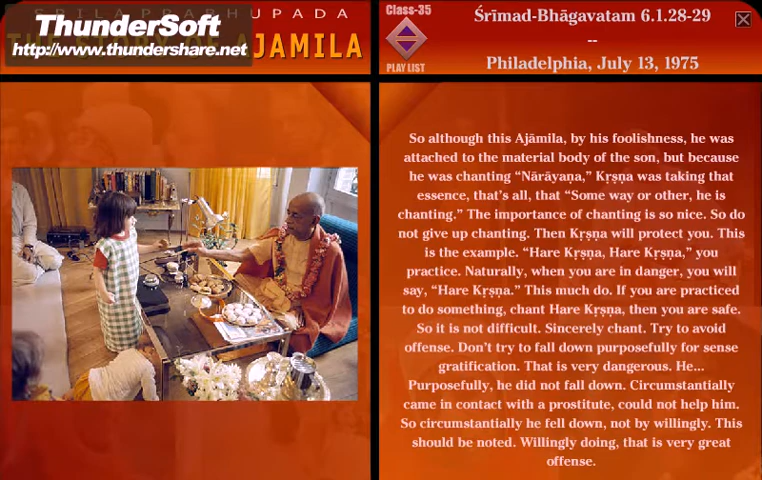 SRILA PRABHUPADA
ThunderSoft
http://www.thundershare.net
THE STORY OF AJAMILA
Class-35
PLAY LIST
Śrīmad-Bhāgavatam 6.1.28-29
--
Philadelphia, July 13, 1975
So although this Ajāmila, by his foolishness, he was
attached to the material body of the son, but because
he was chanting “Nārāyaṇa,” Kṛṣṇa was taking that
essence, that’s all, that “Some way or other, he is
chanting.” The importance of chanting is so nice. So do
not give up chanting. Then Kṛṣṇa will protect you. This
is the example. “Hare Kṛṣṇa, Hare Kṛṣṇa,” you
practice. Naturally, when you are in danger, you will
say, “Hare Kṛṣṇa.” This much do. If you are practiced
to do something, chant Hare Kṛṣṇa, then you are safe.
So it is not difficult. Sincerely chant. Try to avoid
offense. Don’t try to fall down purposefully for sense
gratification. That is very dangerous. He...
Purposefully, he did not fall down. Circumstantially
came in contact with a prostitute, could not help him.
So circumstantially he fell down, not by willingly. This
should be noted. Willingly doing, that is very great
offense.